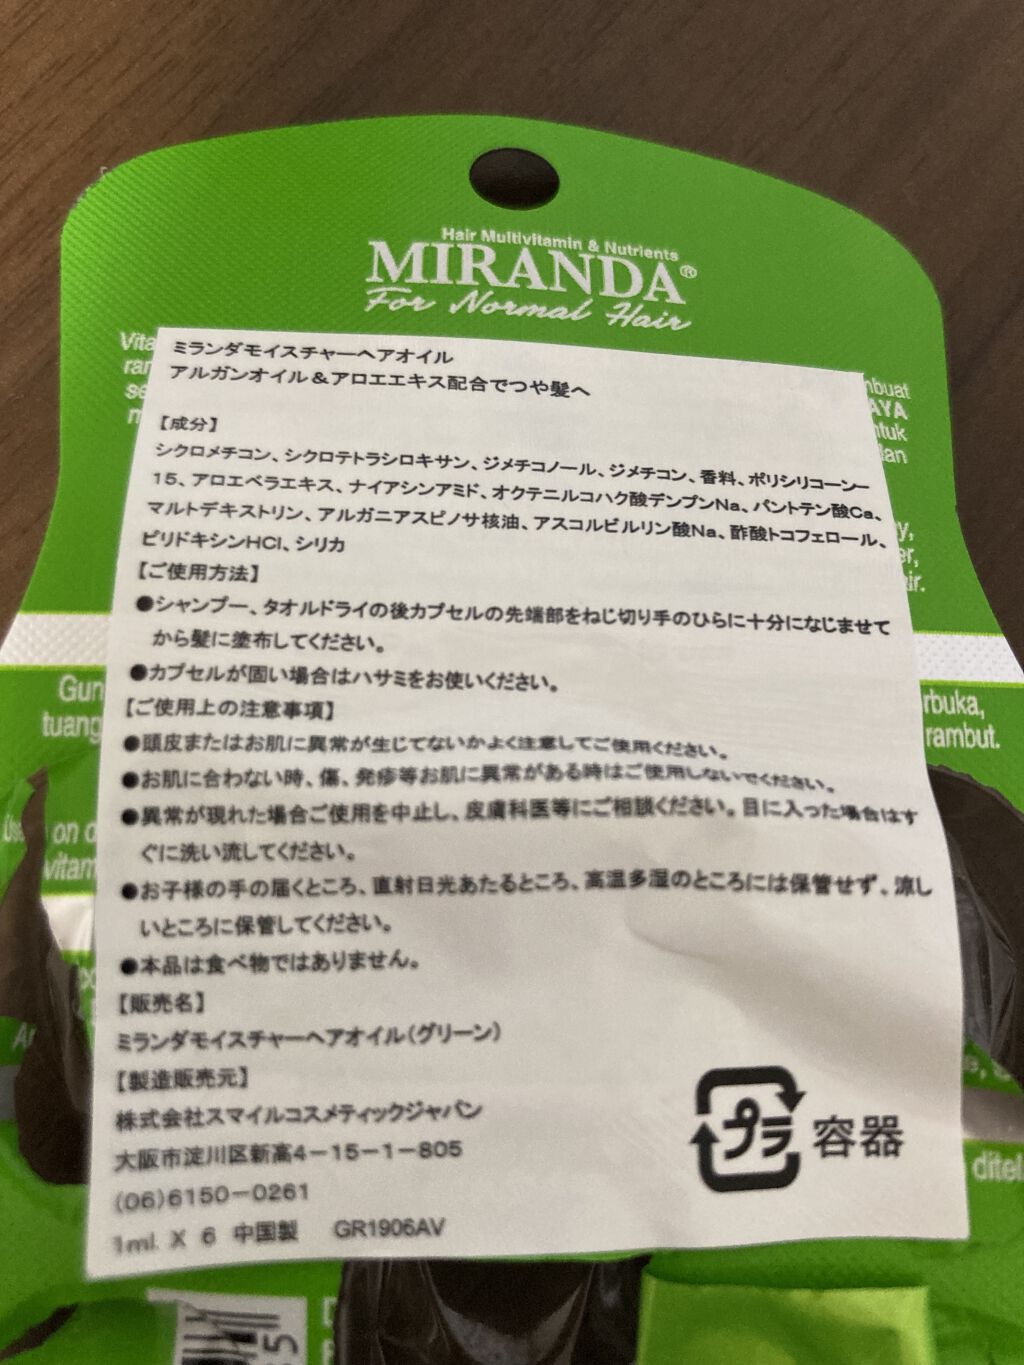 Hair Multivitamin & Nutrients
MIRANDA®
For Normal Hair
Vita
buat
AYA
ntuk
dan
ミランダモイスチャーヘアオイル
アルガンオイル&アロエエキス配合でつや髪へ
【成分】
シクロメチコン、シクロテトラシロキサン、ジメチコノール、ジメチコン、香料、ポリシリコーンー
15、アロエベラエキス、ナイアシンアミド、オクテニルコハク酸デンプンNa、パントテン酸Ca、
マルトデキストリン、アルガニアスピノサ核油、アスコルビルリン酸Na、酢酸トコフェロール、
ピリドキシンHCl、シリカ
【ご使用方法】
●シャンプー、タオルドライの後カプセルの先端部をねじ切り手のひらに十分になじませて
から髪に塗布してください。
●カプセルが固い場合はハサミをお使いください。
【ご使用上の注意事項】
●頭皮またはお肌に異常が生じてないかよく注意してご使用ください。
●お肌に合わない時、傷、発疹等お肌に異常がある時はご使用しないでください。
●異常が現れた場合ご使用を中止し、皮膚科医等にご相談ください。目に入った場合はす
ぐに洗い流してください。
●お子様の手の届くところ、直射日光あたるところ、高温多湿のところには保管せず、涼し
いところに保管してください。
●本品は食べ物ではありません。
【販売名】
ミランダモイスチャーヘアオイル(グリーン)
【製造販売元】
株式会社スマイルコスメティックジャパン
大阪市淀川区新高4-15-1-805
(06)6150-0261
1ml X 6 中国製 GR1906AV
プラ 容器
Gun
tuang
rbuka,
rambut.
on
vitam
ditel